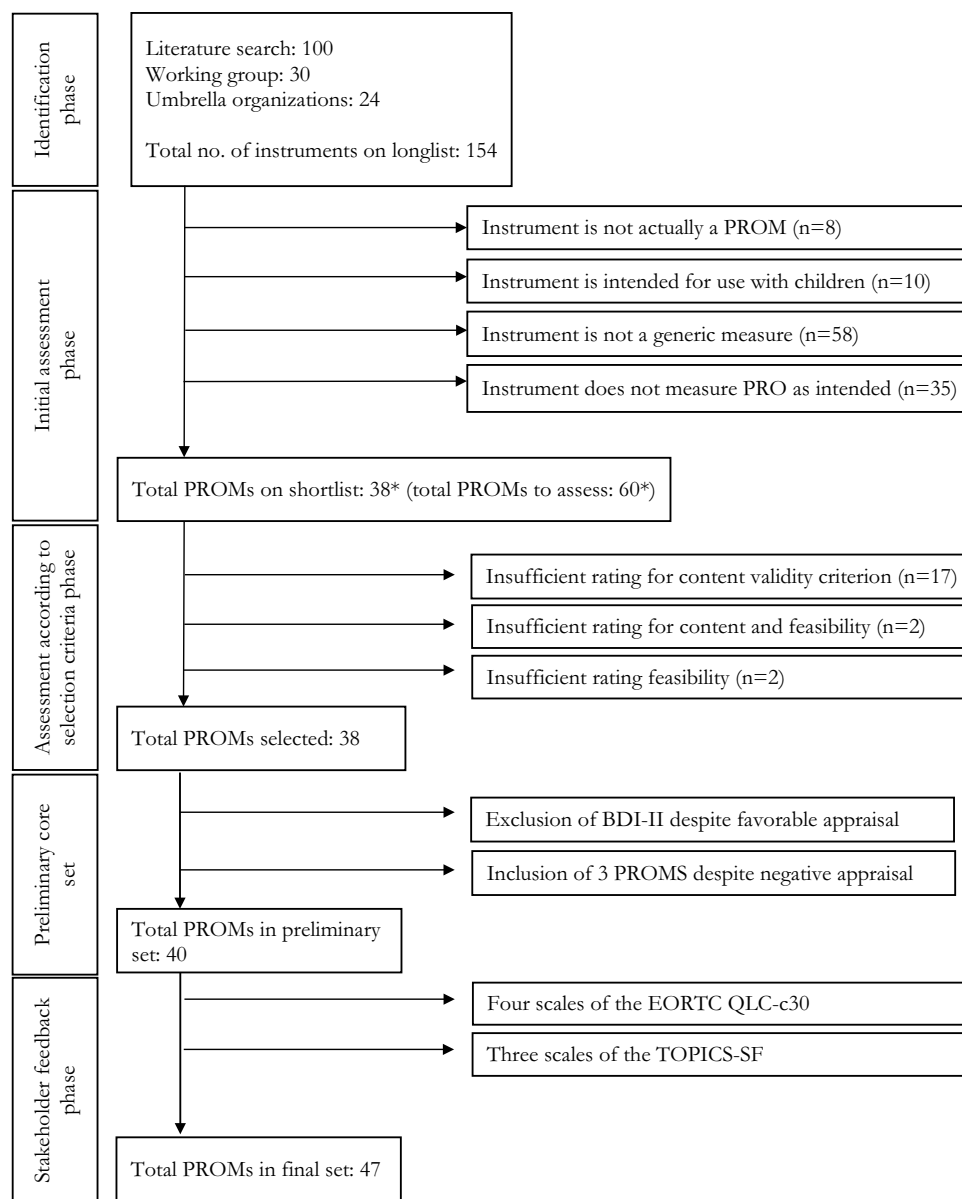 Identification
phase
Literature search: 100
Working group: 30
Umbrella organizations: 24
Total no. of instruments on longlist: 154
Initial assessment
phase
Instrument is not actually a PROM (n=8)
Instrument is intended for use with children (n=10)
Instrument is not a generic measure (n=58)
Instrument does not measure PRO as intended (n=35)
Total PROMs on shortlist: 38* (total PROMs to assess: 60*)
Assessment according to
selection criteria phase
Insufficient rating for content validity criterion (n=17)
Insufficient rating for content and feasibility (n=2)
Insufficient rating feasibility (n=2)
Total PROMs selected: 38
Preliminary core
set
Exclusion of BDI-II despite favorable appraisal
Inclusion of 3 PROMS despite negative appraisal
Total PROMs in preliminary
set: 40
Stakeholder feedback
phase
Four scales of the EORTC QLC-c30
Three scales of the TOPICS-SF
Total PROMs in final set: 47